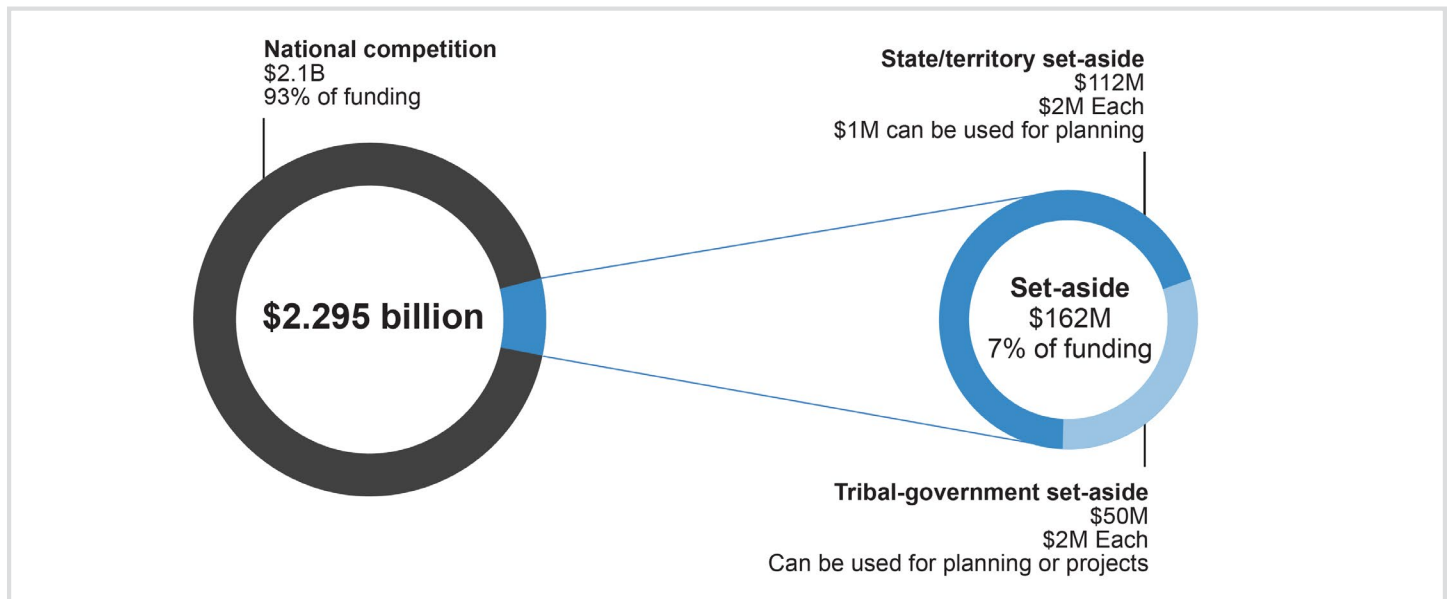 National competition
$2.1B
93% of funding
$2.295 billion
State/territory set-aside
$112M
$2M Each
$1M can be used for planning
Set-aside
$162M
7% of funding
Tribal-government set-aside
$50M
$2M Each
Can be used for planning or projects